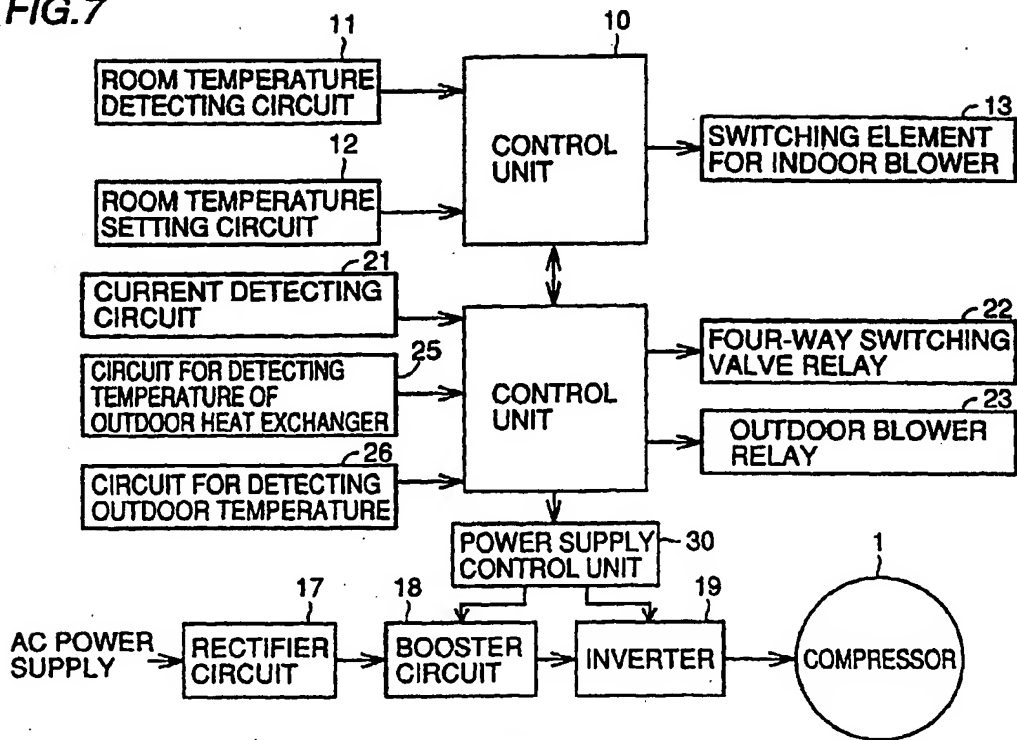 FIG.7
11
ROOM TEMPERATURE
DETECTING CIRCUIT
12
ROOM TEMPERATURE
SETTING CIRCUIT
10
CONTROL
UNIT
13
SWITCHING ELEMENT
FOR INDOOR BLOWER
21
CURRENT DETECTING
CIRCUIT
25
CIRCUIT FOR DETECTING
TEMPERATURE OF
OUTDOOR HEAT EXCHANGER
26
CIRCUIT FOR DETECTING
OUTDOOR TEMPERATURE
CONTROL
UNIT
22
FOUR-WAY SWITCHING
VALVE RELAY
23
OUTDOOR BLOWER
RELAY
POWER SUPPLY
CONTROL UNIT
30
AC POWER
SUPPLY
17
RECTIFIER
CIRCUIT
18
BOOSTER
CIRCUIT
19
INVERTER
1
COMPRESSOR